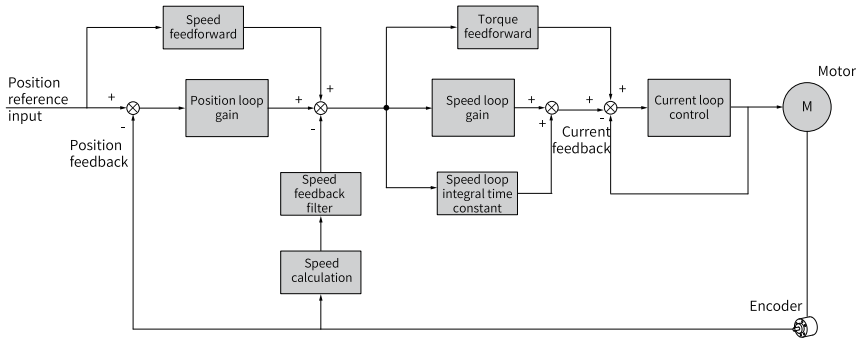 Speed
feedforward
Torque
feedforward
Position
reference
input
+
-
Position
feedback
Position loop
gain
+
+
-
Speed loop
gain
+
+
Speed loop
integral time
constant
+
+
-
Current
feedback
Current loop
control
Motor
M
Speed
feedback
filter
Speed
calculation
Encoder